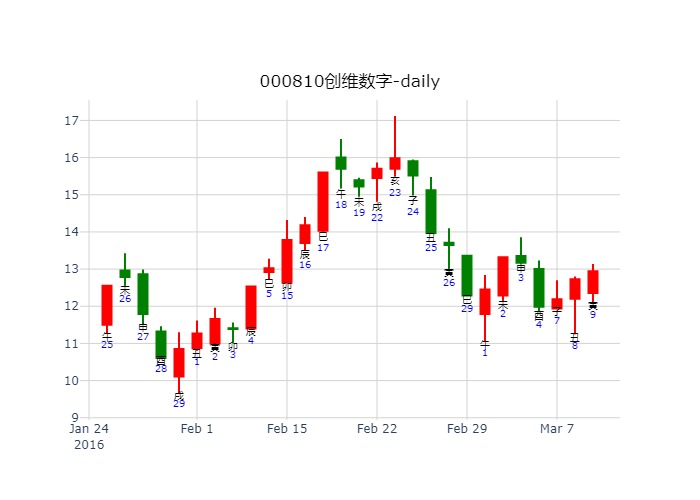 000810创维数字-daily
17
16
15
14
13
12
11
10
9
午
25
未
26
申
27
酉
28
戌
29
丑
1
寅
2
卯
3
辰
4
巳
5
卯
15
辰
16
巳
17
午
18
未
19
戌
22
亥
23
子
24
丑
25
寅
26
巳
29
午
1
未
2
申
3
酉
4
子
7
丑
8
寅
9
Jan 24
2016
Feb 1
Feb 15
Feb 22
Feb 29
Mar 7